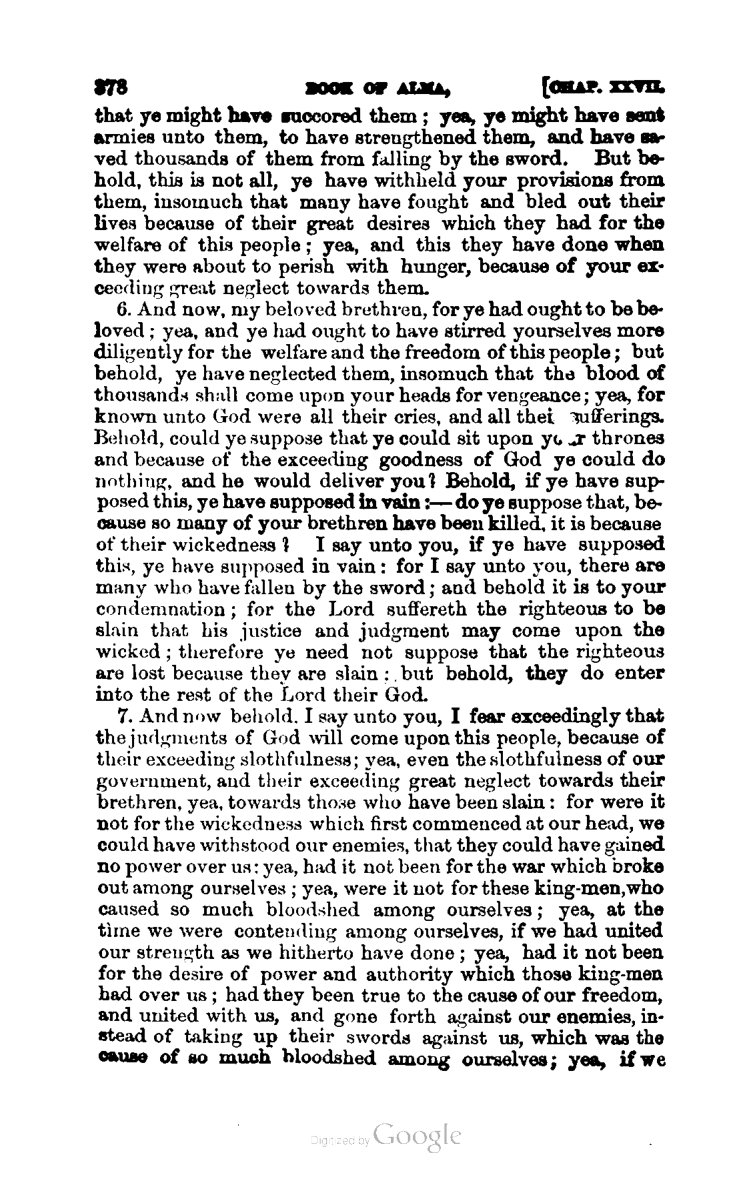 378 BOOK OF ALMA, [CHAP. XXVII.
that ye might have succored them; yea, ye might have sent
armies unto them, to have strengthened them, and have sa-
ved thousands of them from falling by the sword. But be-
hold, this is not all, ye have withheld your provisions from
them, insomuch that many have fought and bled out their
lives because of their great desires which they had for the
welfare of this people; yea, and this they have done when
they were about to perish with hunger, because of your ex-
ceeding great neglect towards them.
6. And now, my beloved brethren, for ye had ought to be be-
loved; yea, and ye had ought to have stirred yourselves more
diligently for the welfare and the freedom of this people; but
behold, ye have neglected them, insomuch that the blood of
thousands shall come upon your heads for vengeance; yea, for
known unto God were all their cries, and all thei sufferings.
Behold, could ye suppose that ye could sit upon yo r thrones
and because of the exceeding goodness of God ye could do
nothing, and he would deliver you? Behold, if ye have sup-
posed this, ye have supposed in vain:—do ye suppose that, be-
cause so many of your brethren have been killed, it is because
of their wickedness? I say unto you, if ye have supposed
this, ye have supposed in vain: for I say unto you, there are
many who have fallen by the sword; and behold it is to your
condemnation; for the Lord suffereth the righteous to be
slain that his justice and judgment may come upon the
wicked; therefore ye need not suppose that the righteous
are lost because they are slain; but behold, they do enter
into the rest of the Lord their God.
7. And now behold, I say unto you, I fear exceedingly that
the judgments of God will come upon this people, because of
their exceeding slothfulness; yea, even the slothfulness of our
government, and their exceeding great neglect towards their
brethren, yea, towards those who have been slain: for were it
not for the wickedness which first commenced at our head, we
could have withstood our enemies, that they could have gained
no power over us: yea, had it not been for the war which broke
out among ourselves; yea, were it not for these king-men, who
caused so much bloodshed among ourselves; yea, at the
time we were contending among ourselves, if we had united
our strength as we hitherto have done; yea, had it not been
for the desire of power and authority which those king-men
had over us; had they been true to the cause of our freedom,
and united with us, and gone forth against our enemies, in-
stead of taking up their swords against us, which was the
cause of so much bloodshed among ourselves; yea, if we
Digitized by Google